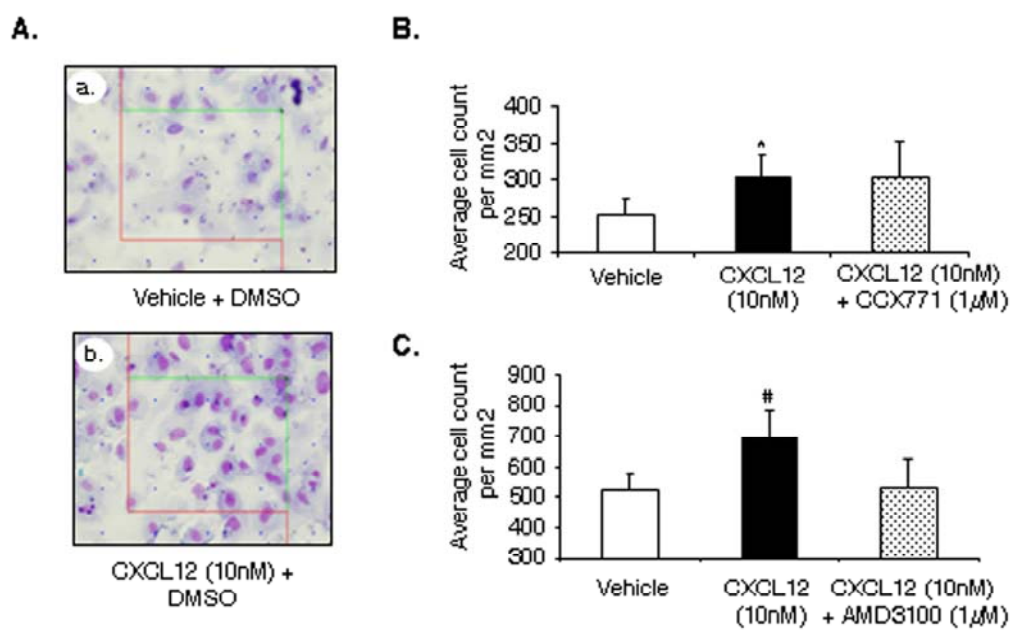 A.
a.
Vehicle + DMSO
b.
CXCL12 (10nM) +
DMSO
B.
Average cell count
per mm2
400
350
300
250
200
*
Vehicle
CXCL12
(10nM)
CXCL12 (10nM)
+ CCX771 (1µM)
C.
Average cell count
per mm2
900
800
700
600
500
400
300
#
Vehicle
CXCL12
(10nM)
CXCL12 (10nM)
+ AMD3100 (1µM)